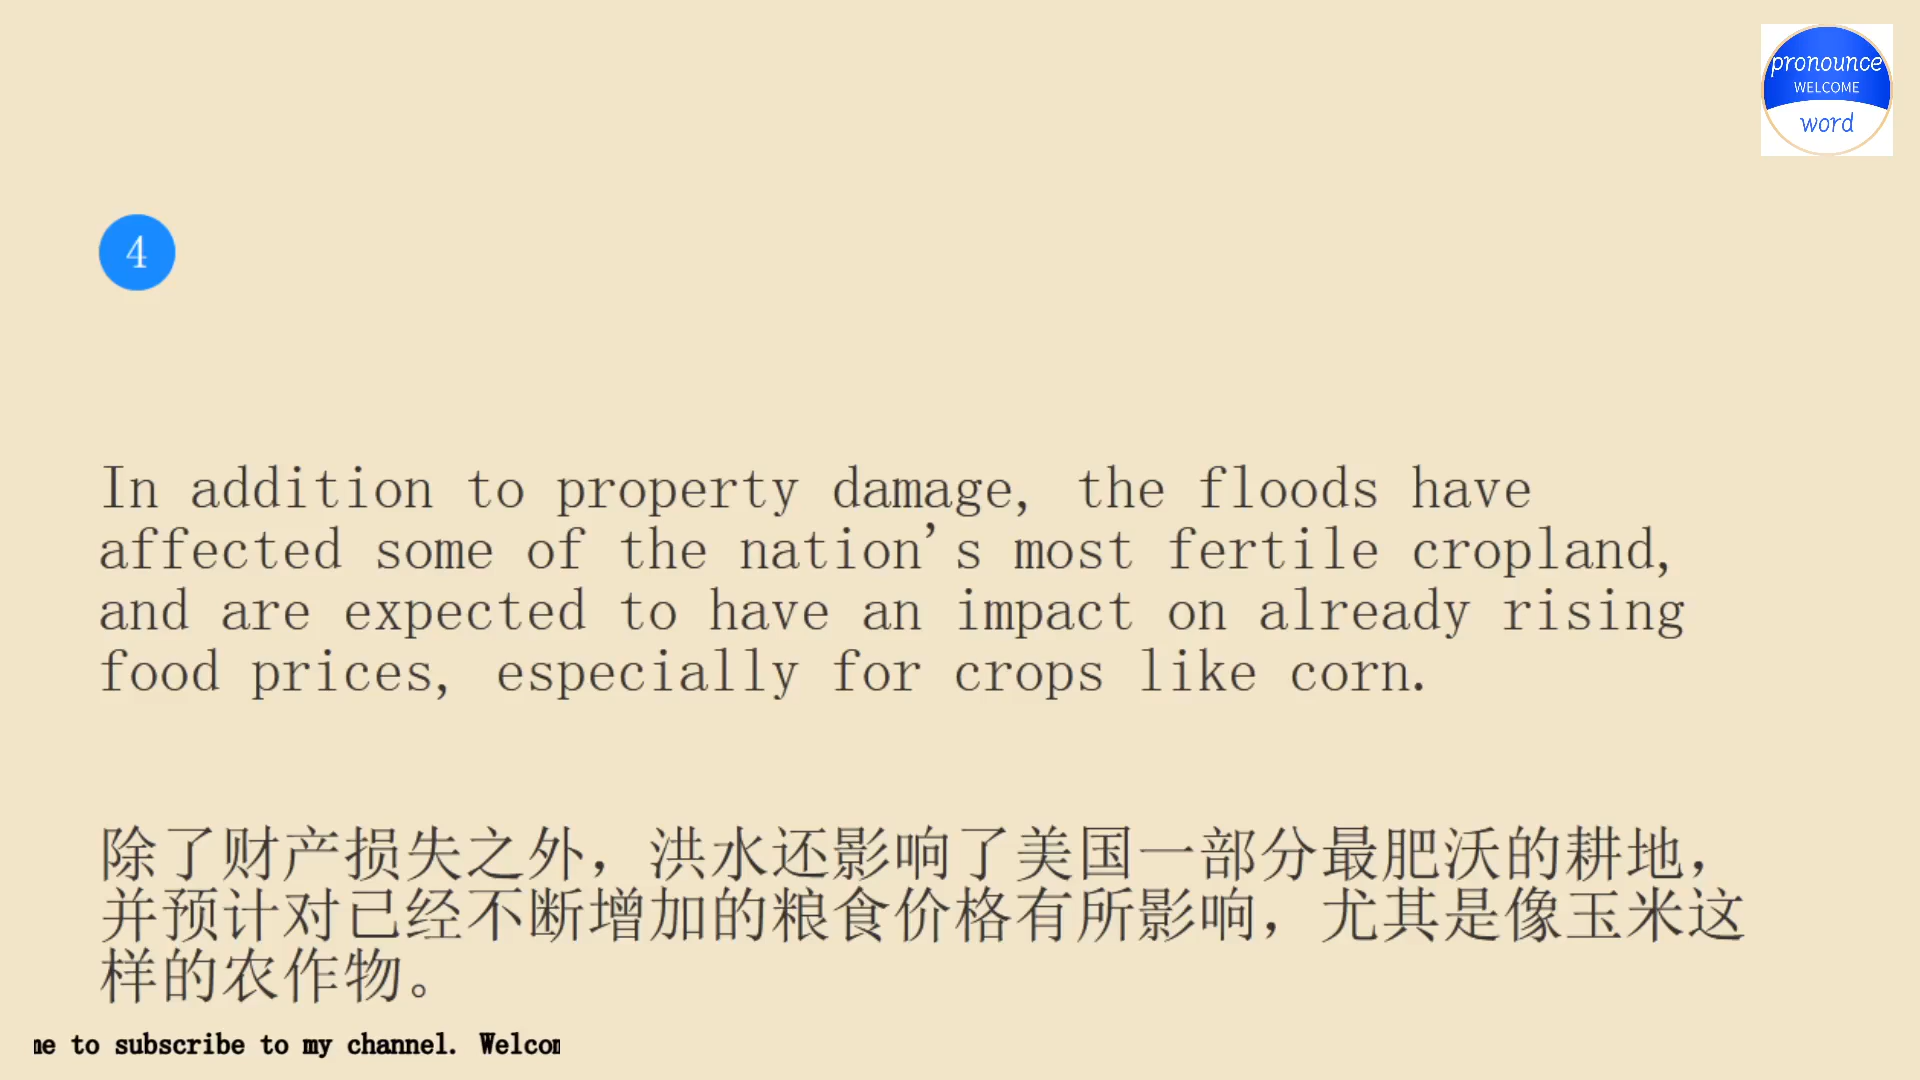 pronounce
WELCOME
word
4
In addition to property damage, the floods have
affected some of the nation's most fertile cropland,
and are expected to have an impact on already rising
food prices, especially for crops like corn.
除了财产损失之外，洪水还影响了美国一部分最肥沃的耕地，
并预计对已经不断增加的粮食价格有所影响，尤其是像玉米这
样的农作物。
me to subscribe to my channel. Welcom